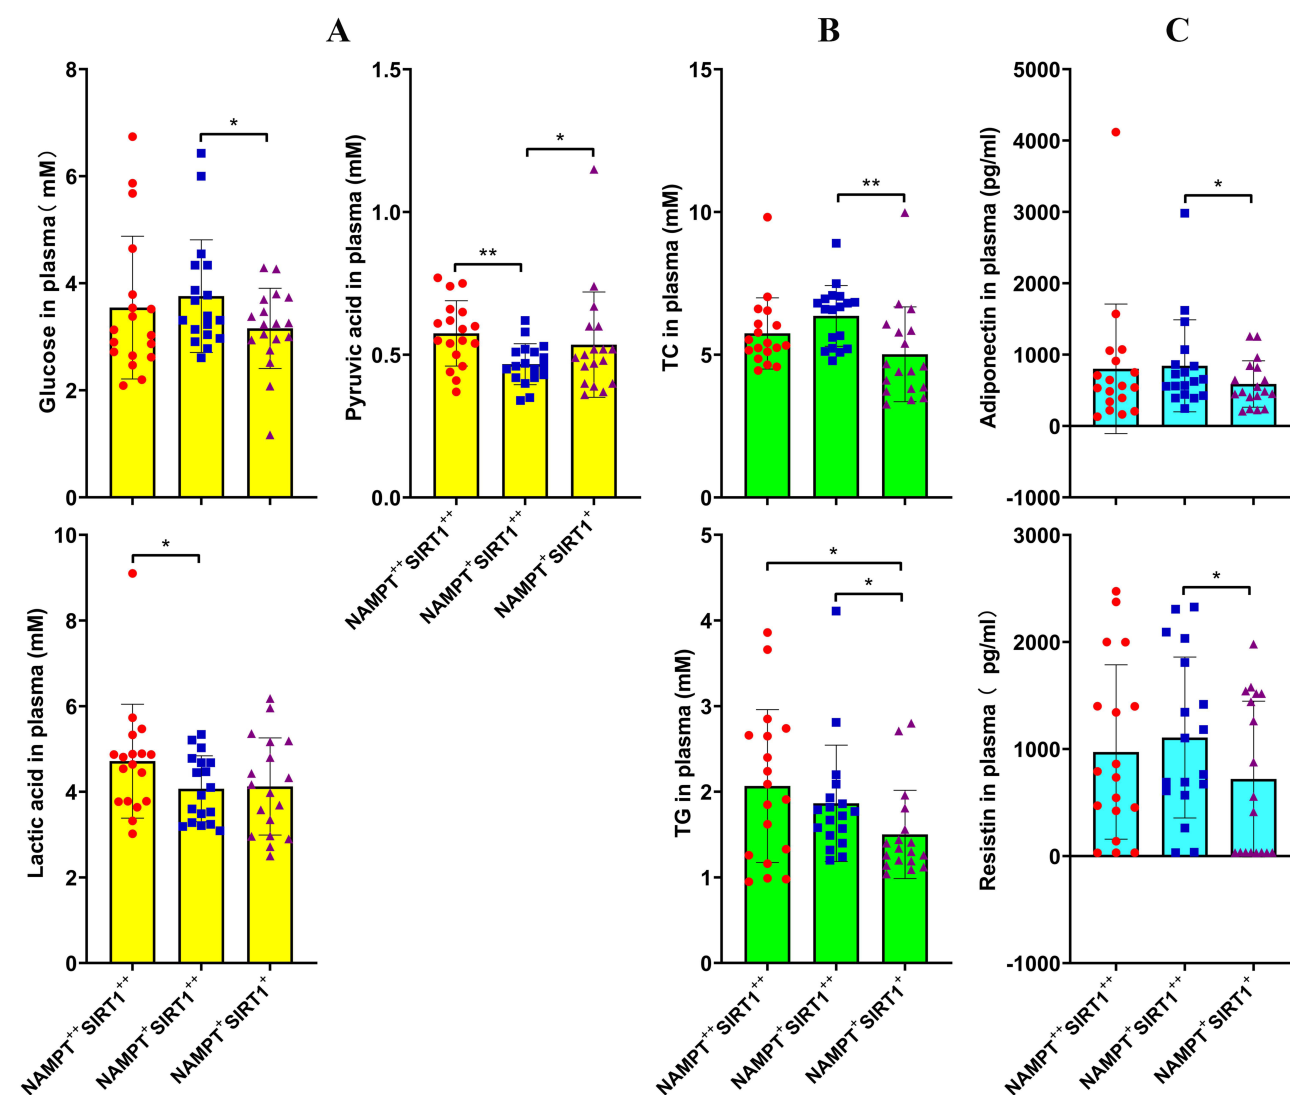 A
B
C
Glucose in plasma( mM)
8
6
4
2
0
*
Pyruvic acid in plasma (mM)
1.5
1.0
0.5
0.0
**
*
NAMPT++SIRT1++
NAMPT+SIRT1++
NAMPT+SIRT1+
TC in plasma (mM)
15
10
5
0
**
Adiponectin in plasma (pg/ml)
5000
4000
3000
2000
1000
0
-1000
*
Lactic acid in plasma (mM)
10
8
6
4
2
0
*
NAMPT++SIRT1++
NAMPT+SIRT1++
NAMPT+SIRT1+
TG in plasma (mM)
5
4
3
2
1
0
*
*
NAMPT++SIRT1++
NAMPT+SIRT1++
NAMPT+SIRT1+
Resistin in plasma( pg/ml)
3000
2000
1000
0
-1000
*
NAMPT++SIRT1++
NAMPT+SIRT1++
NAMPT+SIRT1+